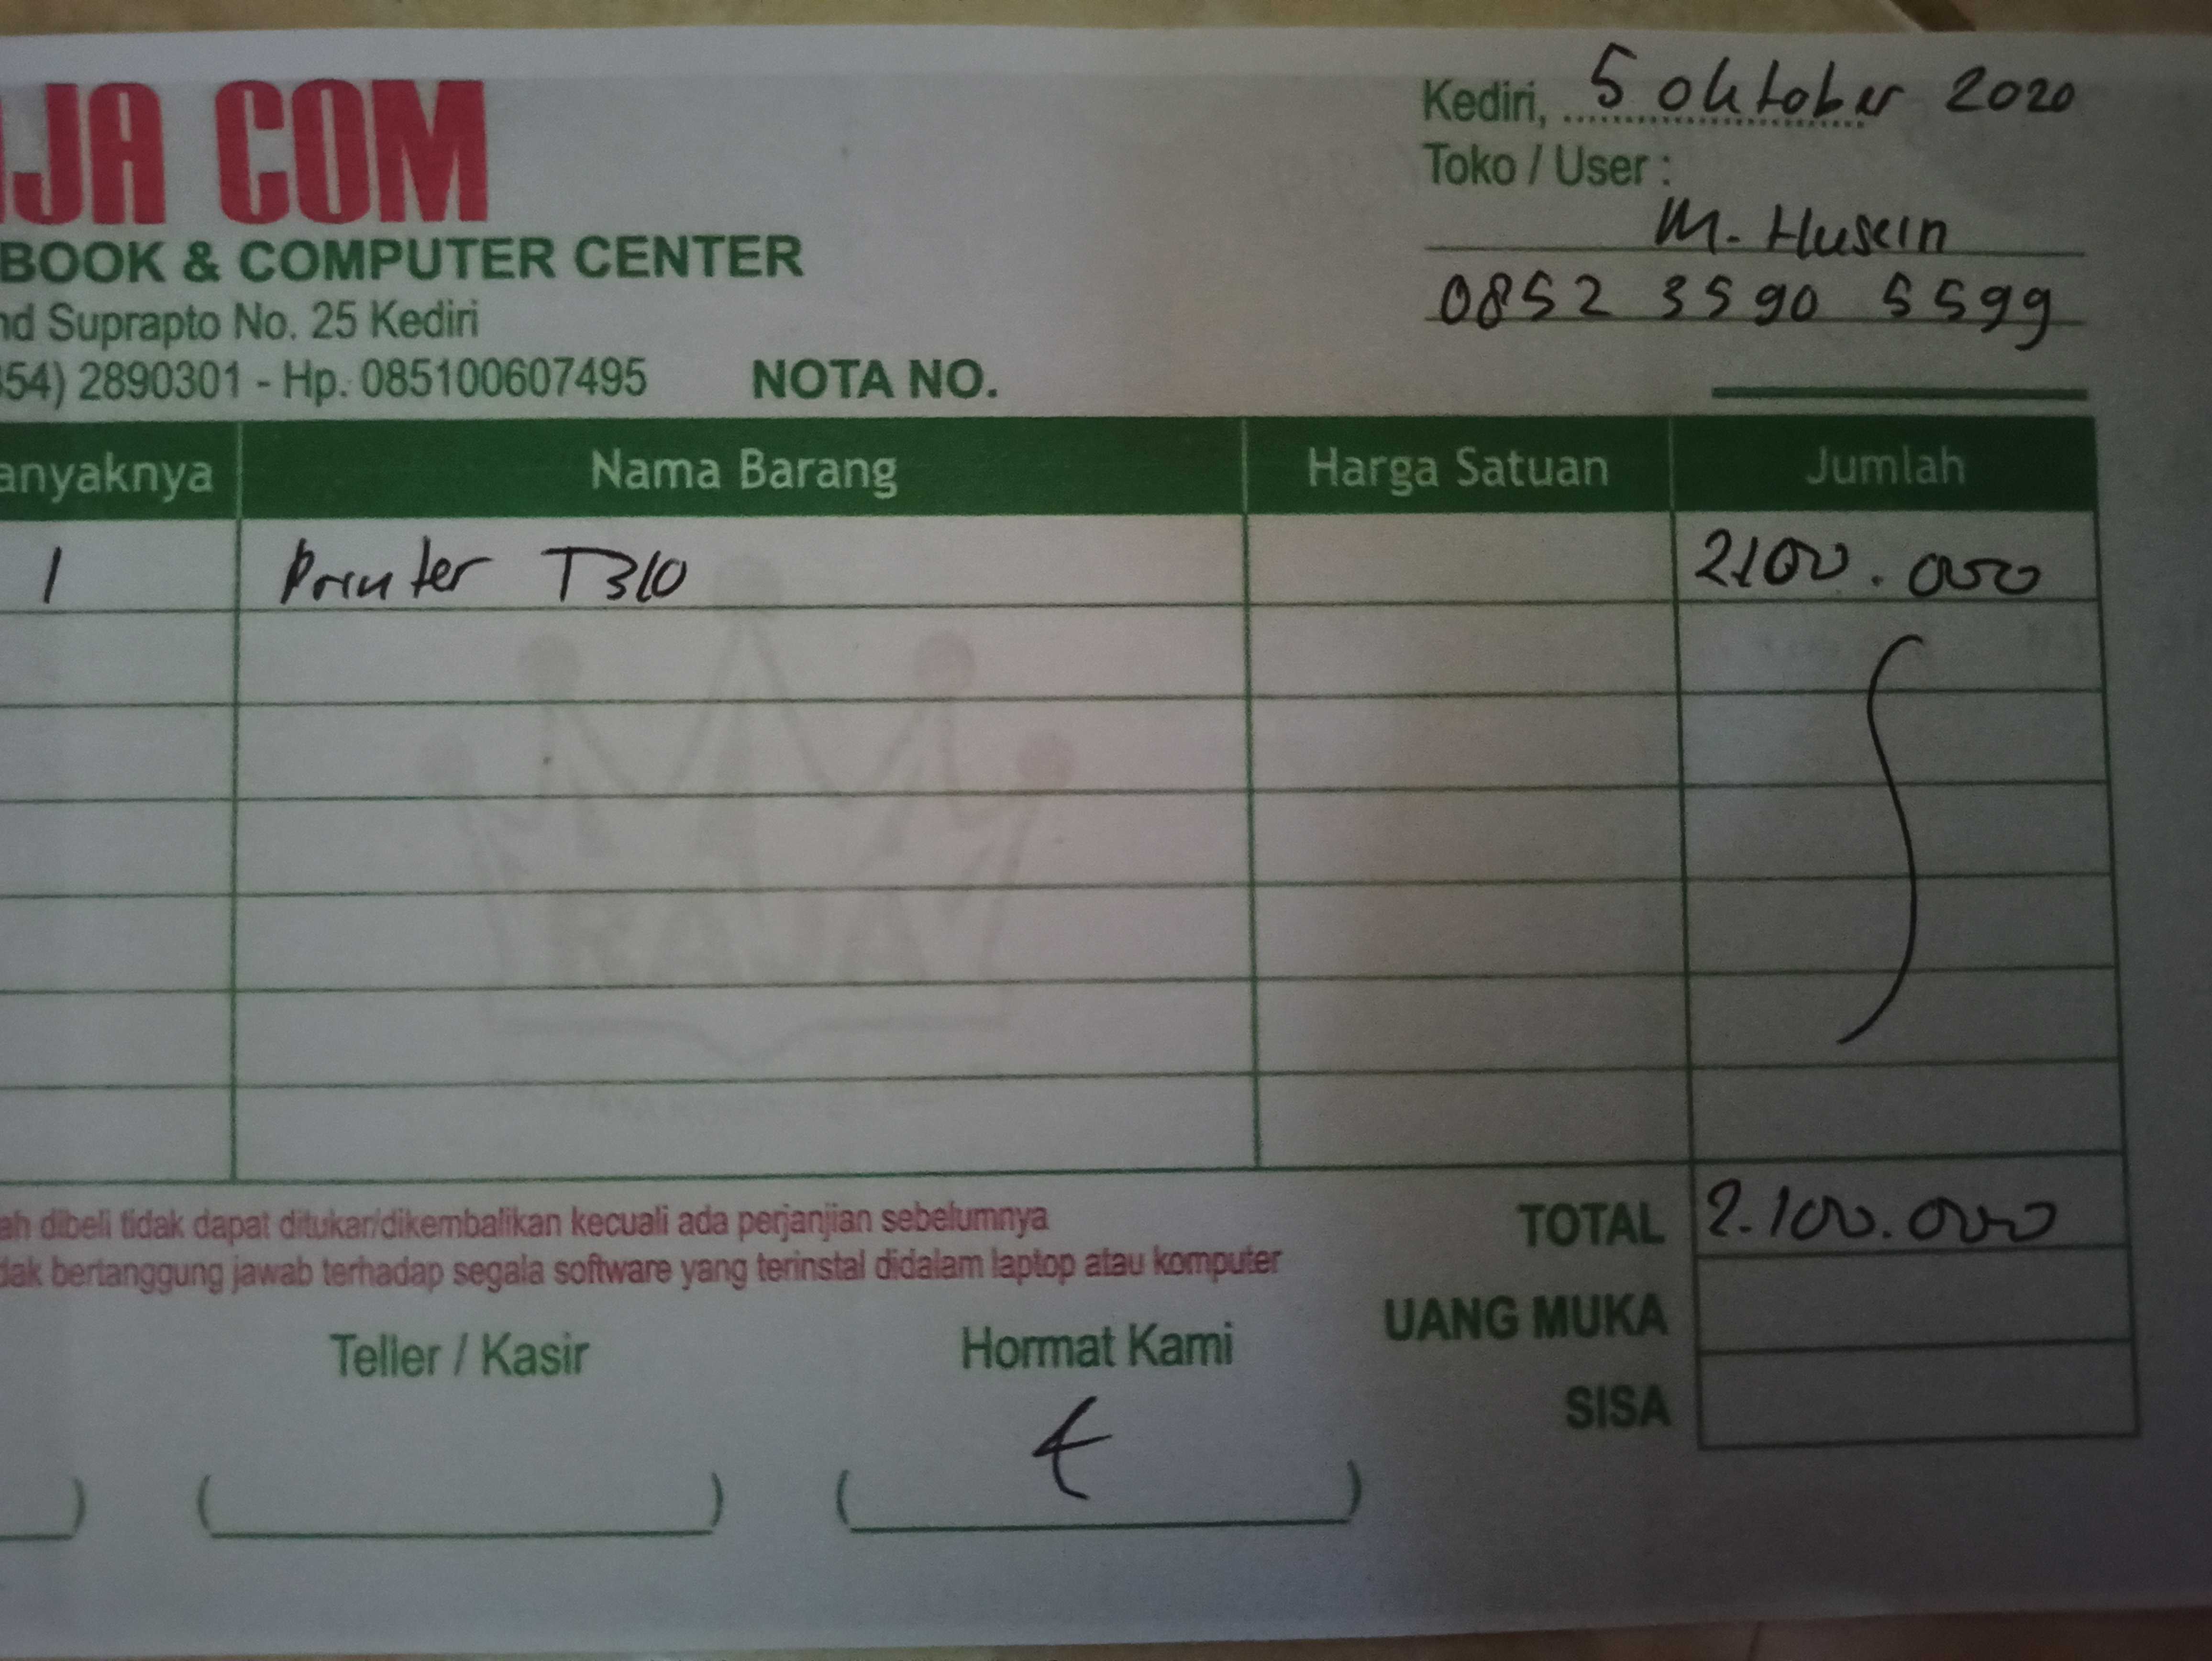 JA COM
BOOK & COMPUTER CENTER
nd Suprapto No. 25 Kediri
54) 2890301 - Hp. 085100607495
NOTA NO.
Kediri, 5 Oktober 2020
Toko / User :
M. Husein
0852 3590 5599
anyaknya Nama Barang Harga Satuan Jumlah
1 Printer T310 2100.000
RAJA
ah dibeli tidak dapat ditukar/dikembalikan kecuali ada perjanjian sebelumnya
dak bertanggung jawab terhadap segala software yang terinstal didalam laptop atau komputer
TOTAL 2.100.000
UANG MUKA
SISA
Teller / Kasir Hormat Kami